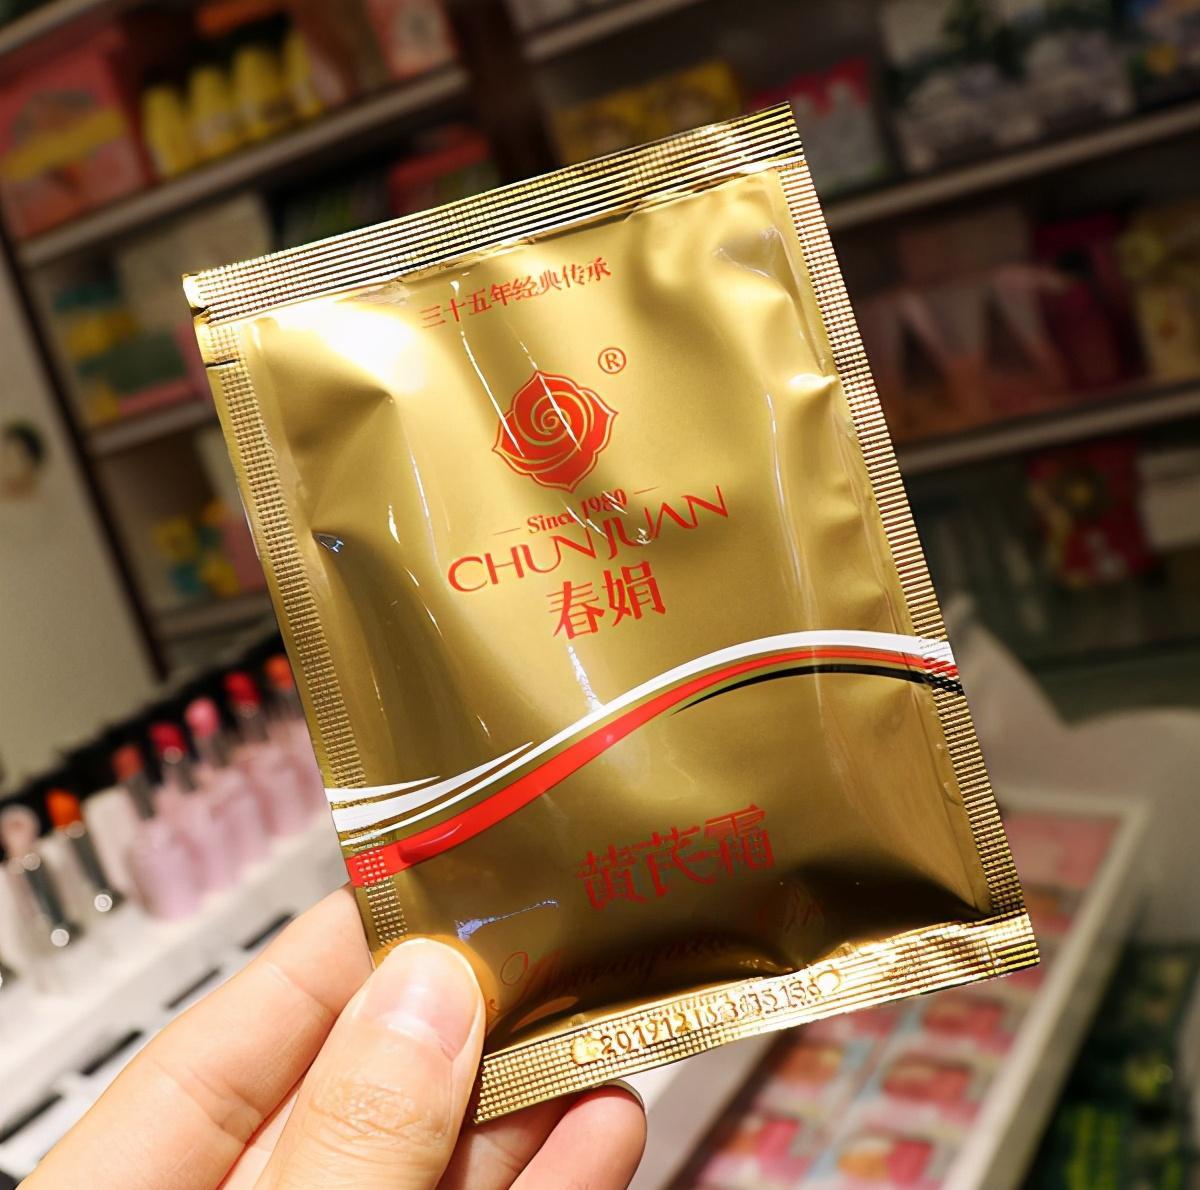 三十五年经典传承
®
Since 1980
CHUNJUAN
春娟
黄芪霜